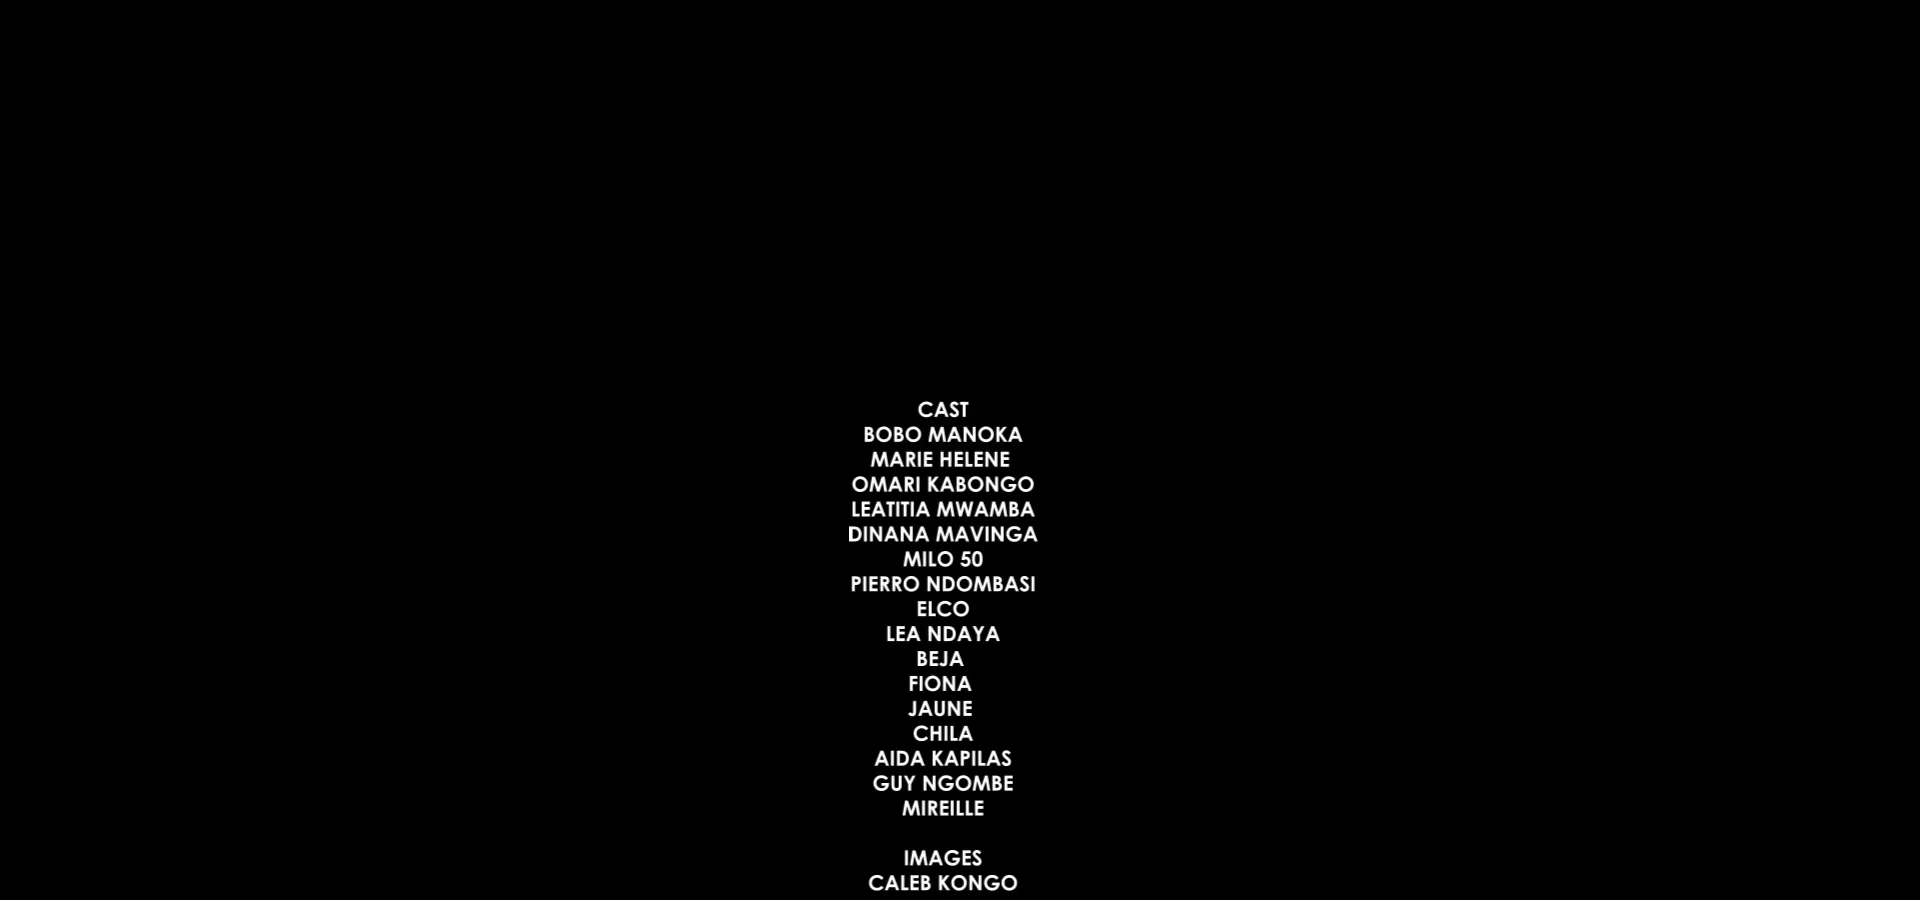 CAST
BOBO MANOKA
MARIE HELENE
OMARI KABONGO
LEATITIA MWAMBA
DINANA MAVINGA
MILO 50
PIERRO NDOMBASI
ELCO
LEA NDAYA
BEJA
FIONA
JAUNE
CHILA
AIDA KAPILAS
GUY NGOMBE
MIREILLE
IMAGES
CALEB KONGO